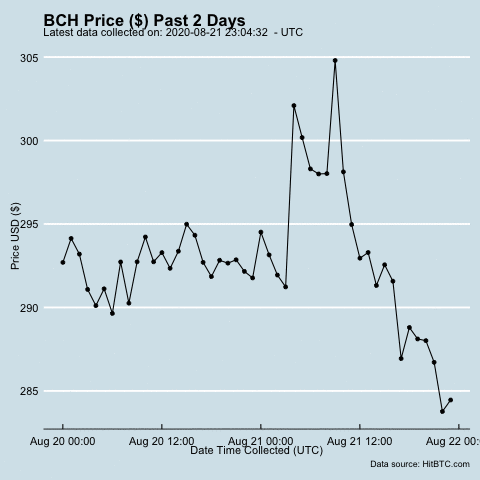 BCH Price ($) Past 2 Days
Latest data collected on: 2020-08-21 23:04:32 - UTC
305
300
295
290
285
Price USD ($)
Aug 20 00:00 Aug 20 12:00 Aug 21 00:00 Aug 21 12:00 Aug 22 00:
Date Time Collected (UTC)
Data source: HitBTC.com